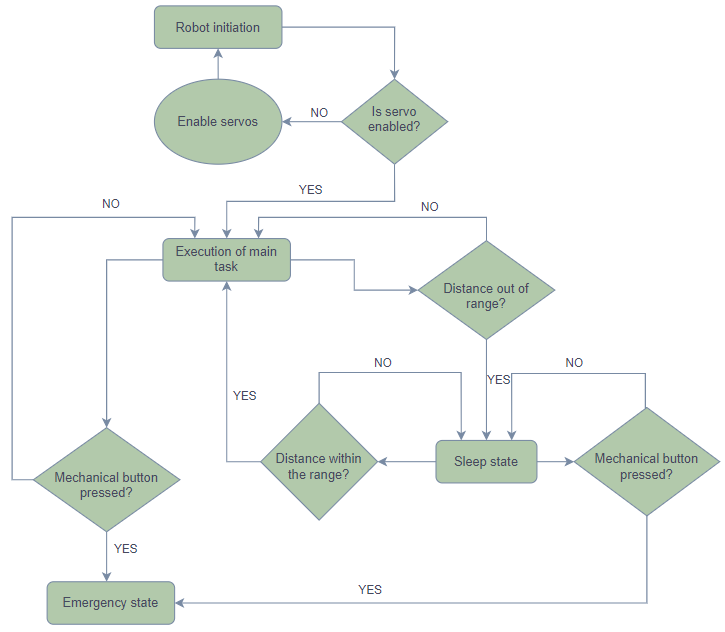 Robot initiation
Is servo
enabled?
NO
Enable servos
YES
NO
NO
Execution of main
task
Distance out of
range?
NO
NO
YES
YES
Distance within
the range?
Sleep state
Mechanical button
pressed?
Mechanical button
pressed?
YES
YES
Emergency state